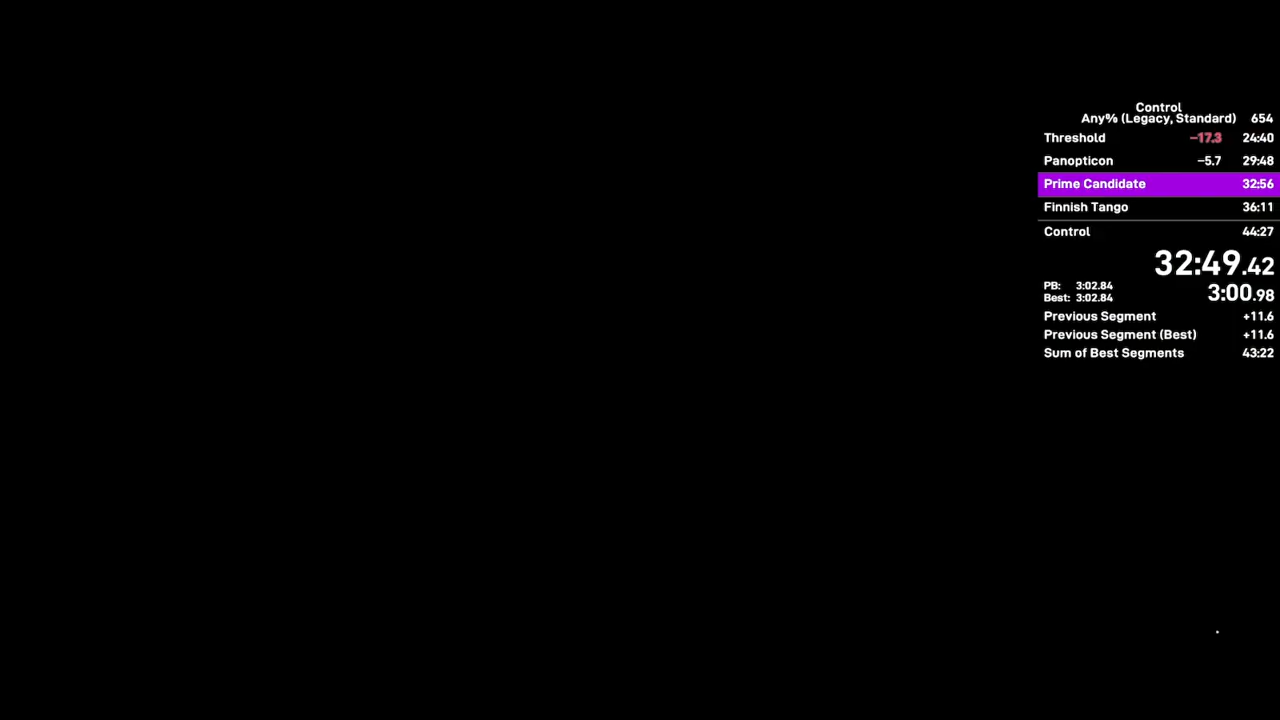 Control
Any% (Legacy, Standard) 654
Threshold −17.3 24:40
Panopticon −5.7 29:48
Prime Candidate 32:56
Finnish Tango 36:11
Control 44:27
32:49.42
PB: 3:02.84
Best: 3:02.84
3:00.98
Previous Segment +11.6
Previous Segment (Best) +11.6
Sum of Best Segments 43:22